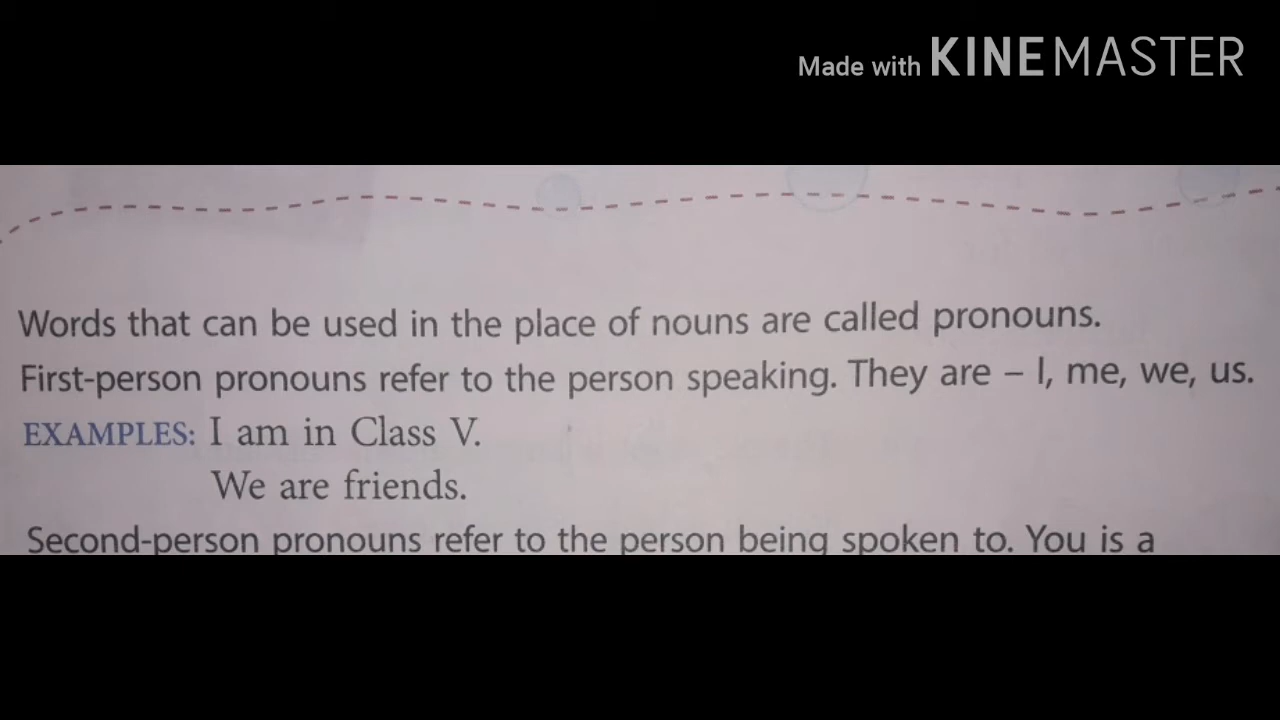 Made with KINEMASTER
Words that can be used in the place of nouns are called pronouns.
First-person pronouns refer to the person speaking. They are – I, me, we, us.
EXAMPLES: I am in Class V.
We are friends.
Second-person pronouns refer to the person being spoken to. You is a